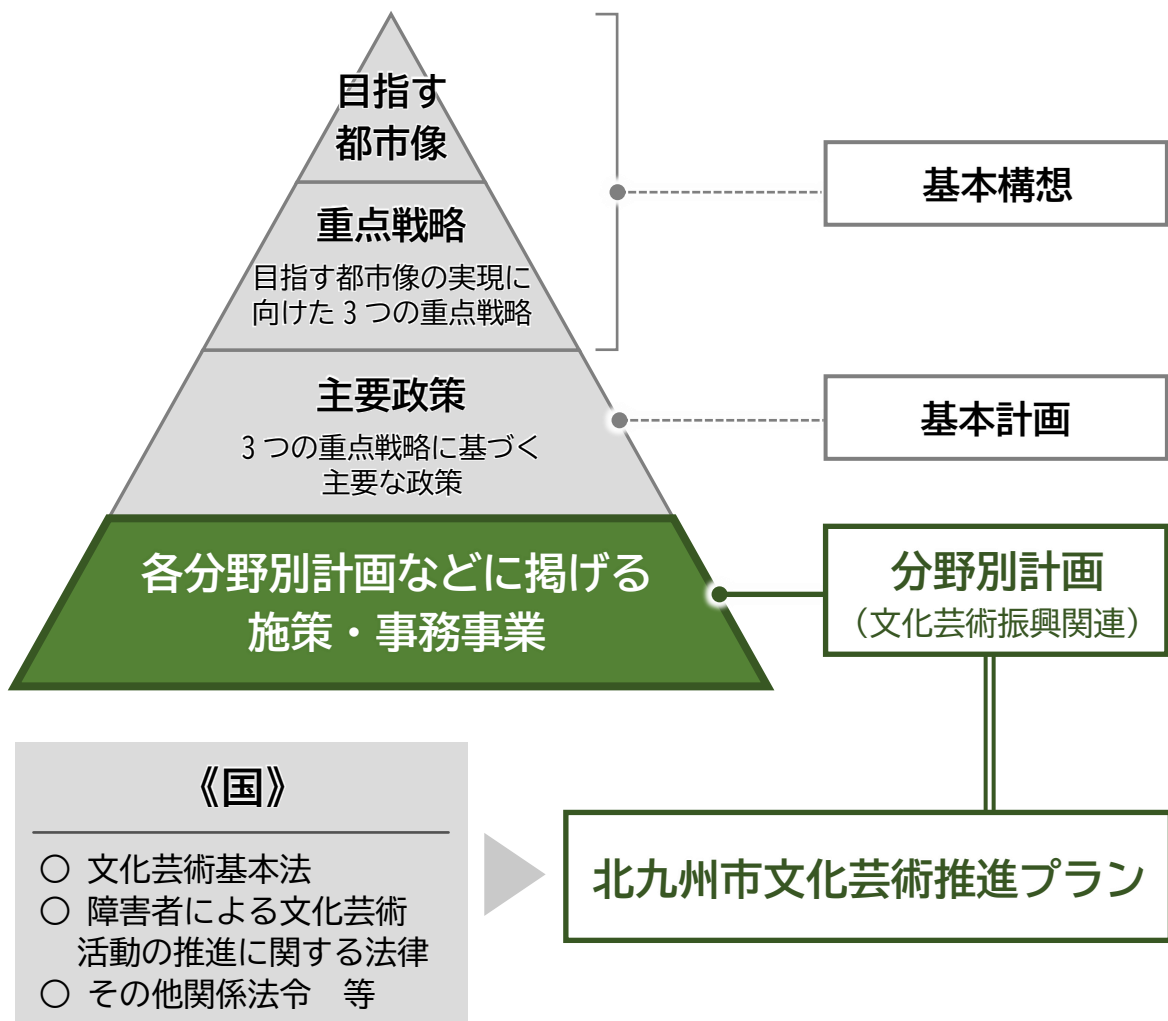 目指す
都市像
重点戦略
目指す都市像の実現に
向けた 3 つの重点戦略
基本構想
主要政策
3 つの重点戦略に基づく
主要な政策
基本計画
各分野別計画などに掲げる
施策・事務事業
分野別計画
（文化芸術振興関連）
《国》
○ 文化芸術基本法
○ 障害者による文化芸術
活動の推進に関する法律
○ その他関係法令　等
北九州市文化芸術推進プラン